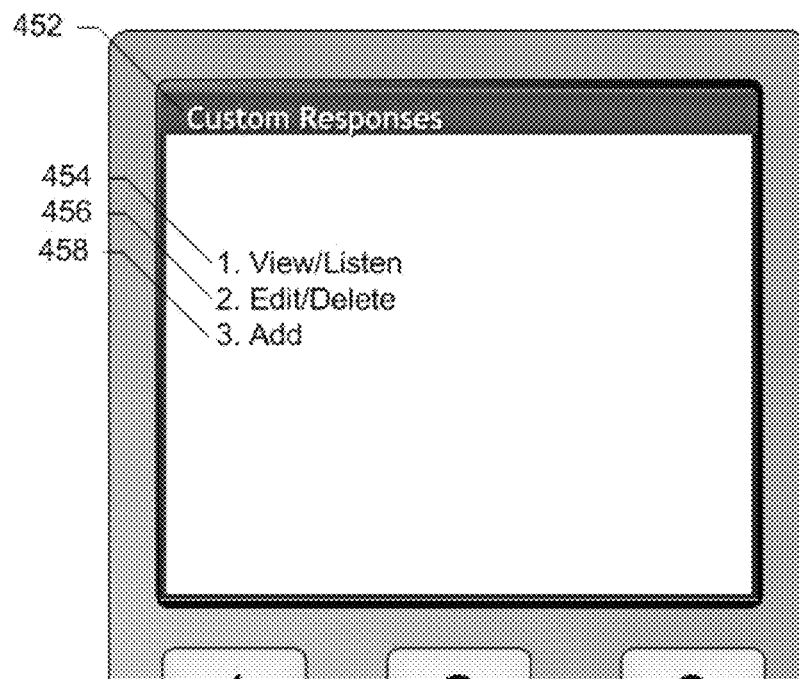 452
Custom Responses
454
456
458
1. View/Listen
2. Edit/Delete
3. Add